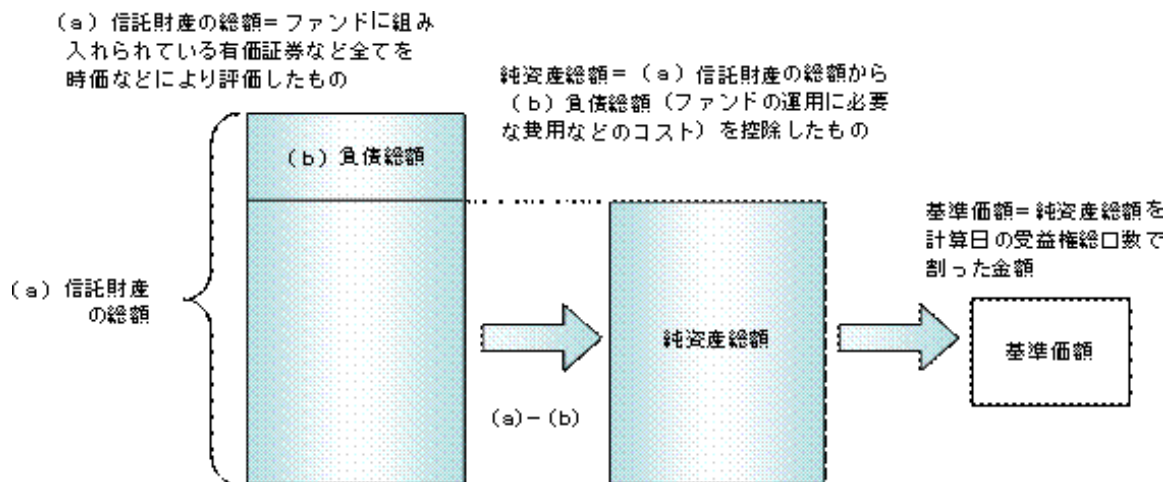 （a）信託財産の総額＝ファンドに組み
入れられている有価証券など全てを
時価などにより評価したもの
純資産総額＝（a）信託財産の総額から
（b）負債総額（ファンドの運用に必要
な費用などのコスト）を控除したもの
（b）負債総額
基準価額＝純資産総額を
計算日の受益権総口数で
割った金額
（a）信託財産
の総額
純資産総額
基準価額
（a）－（b）